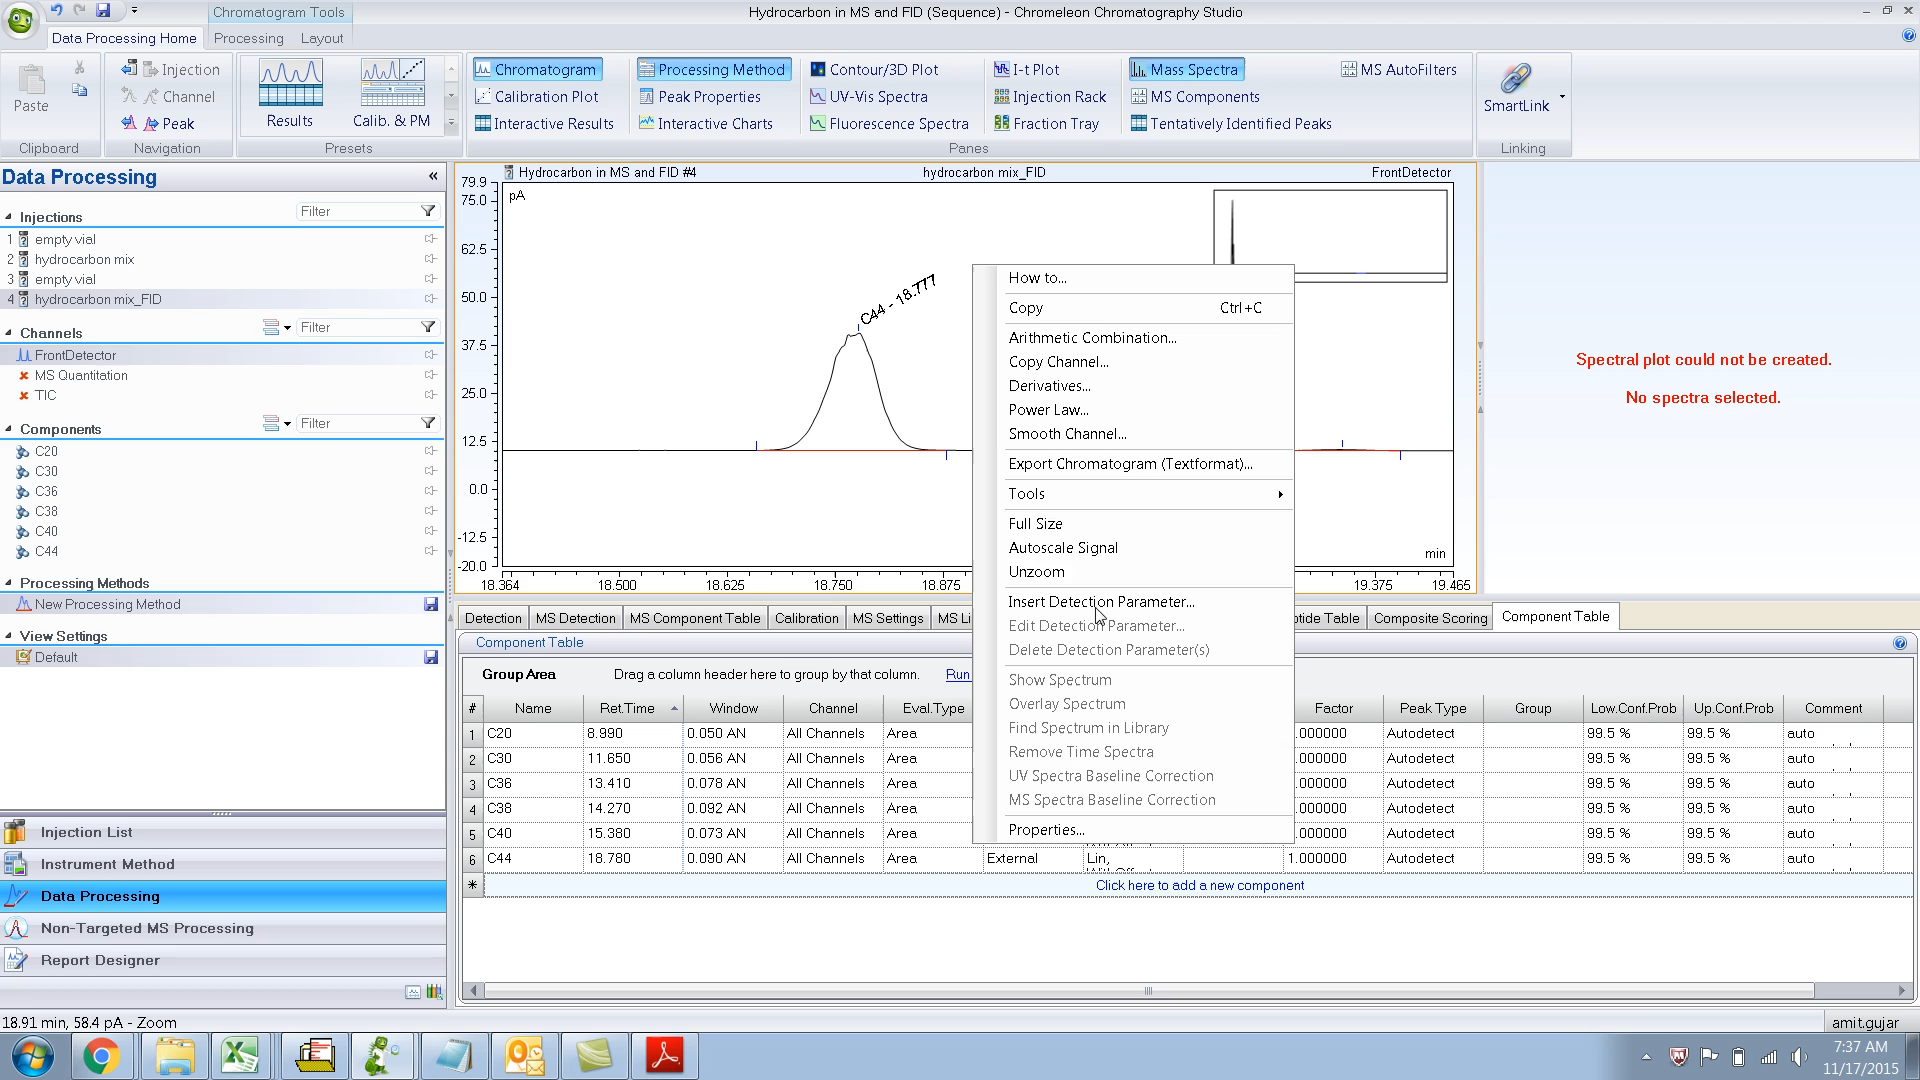 Chromatogram Tools
Hydrocarbon in MS and FID (Sequence) - Chromeleon Chromatography Studio
Data Processing Home
Processing
Layout
Paste
Clipboard
Injection
Channel
Peak
Navigation
Results
Calib. & PM
Presets
Chromatogram
Calibration Plot
Interactive Results
Processing Method
Peak Properties
Interactive Charts
Contour/3D Plot
UV-Vis Spectra
Fluorescence Spectra
I-t Plot
Injection Rack
Fraction Tray
Mass Spectra
MS Components
Tentatively Identified Peaks
MS AutoFilters
Panes
SmartLink
Linking
Data Processing
Injections
Filter
1 empty vial
2 hydrocarbon mix
3 empty vial
4 hydrocarbon mix_FID
Channels
Filter
FrontDetector
MS Quantitation
TIC
Components
Filter
C20
C30
C36
C38
C40
C44
Processing Methods
New Processing Method
View Settings
Default
Injection List
Instrument Method
Data Processing
Non-Targeted MS Processing
Report Designer
Hydrocarbon in MS and FID #4
hydrocarbon mix_FID
FrontDetector
79.9
75.0
62.5
50.0
37.5
25.0
12.5
0.0
-12.5
-20.0
pA
C44 - 18.777
min
18.364 18.500 18.625 18.750 18.875 19.375 19.465
How to...
Copy Ctrl+C
Arithmetic Combination...
Copy Channel...
Derivatives...
Power Law...
Smooth Channel...
Export Chromatogram (Textformat)...
Tools
Full Size
Autoscale Signal
Unzoom
Insert Detection Parameter...
Edit Detection Parameter...
Delete Detection Parameter(s)
Show Spectrum
Overlay Spectrum
Find Spectrum in Library
Remove Time Spectra
UV Spectra Baseline Correction
MS Spectra Baseline Correction
Properties...
Spectral plot could not be created.
No spectra selected.
Detection MS Detection MS Component Table Calibration MS Settings MS Li otide Table Composite Scoring Component Table
Component Table
Group Area Drag a column header here to group by that column. Run
# Name Ret.Time Window Channel Eval.Type Factor Peak Type Group Low.Conf.Prob Up.Conf.Prob Comment
1 C20 8.990 0.050 AN All Channels Area .000000 Autodetect 99.5 % 99.5 % auto
2 C30 11.650 0.056 AN All Channels Area .000000 Autodetect 99.5 % 99.5 % auto
3 C36 13.410 0.078 AN All Channels Area .000000 Autodetect 99.5 % 99.5 % auto
4 C38 14.270 0.092 AN All Channels Area .000000 Autodetect 99.5 % 99.5 % auto
5 C40 15.380 0.073 AN All Channels Area .000000 Autodetect 99.5 % 99.5 % auto
6 C44 18.780 0.090 AN All Channels Area External Lin, 1.000000 Autodetect 99.5 % 99.5 % auto
* Click here to add a new component
18.91 min, 58.4 pA - Zoom
amit.gujar
7:37 AM
11/17/2015